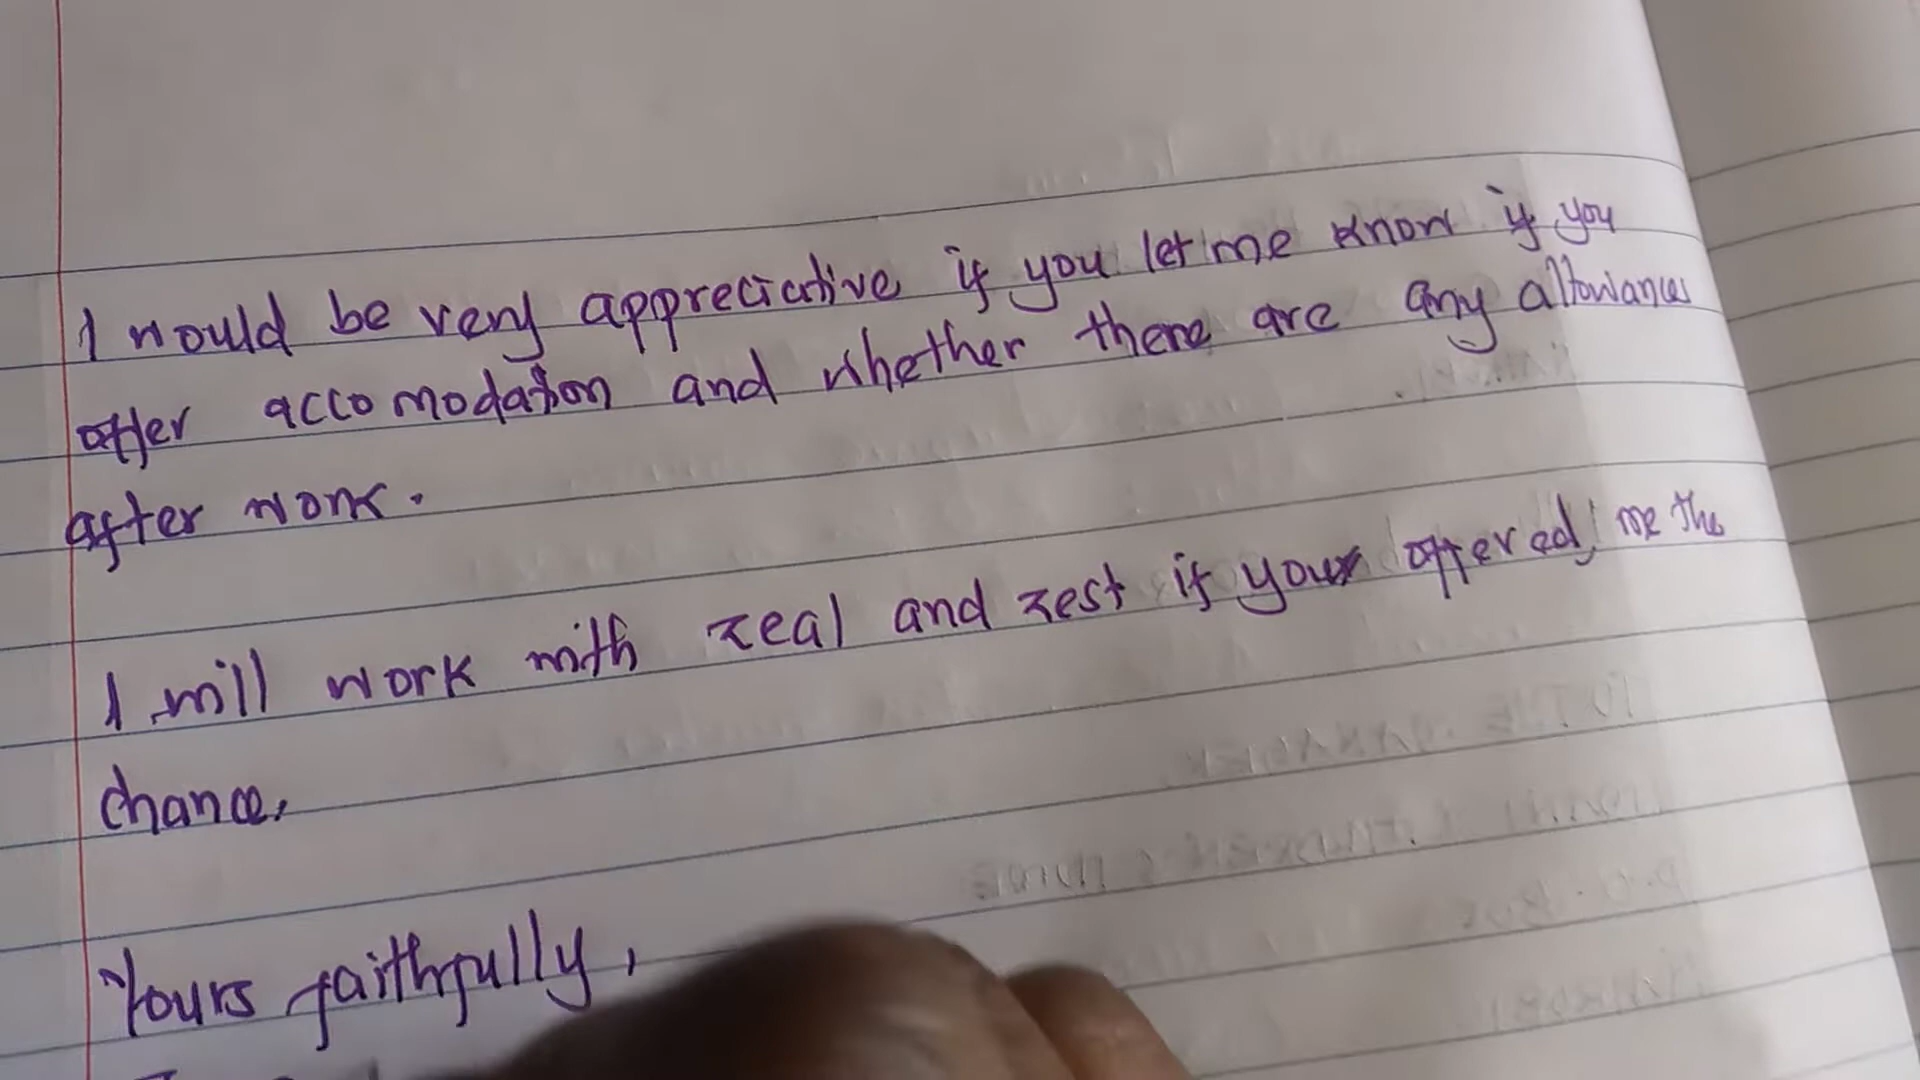 I would be very appreciative if you let me know if you
offer accomodation and whether there are any allowances
after work.
I will work with zeal and zest if you offered me the
chance.
Yours faithfully,